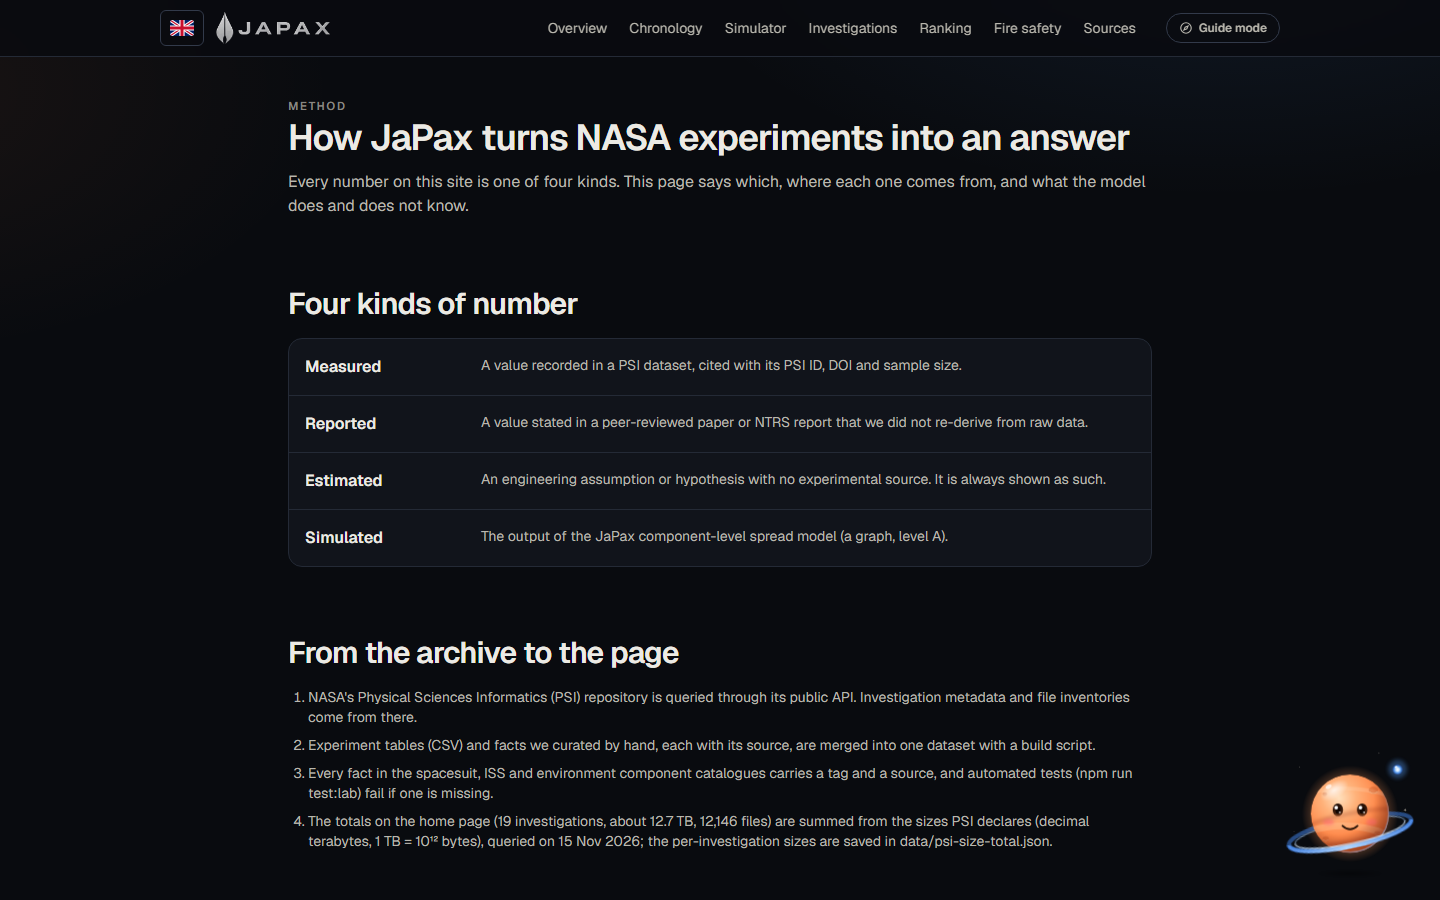 JAPAX
Overview
Chronology
Simulator
Investigations
Ranking
Fire safety
Sources
Guide mode
METHOD
How JaPax turns NASA experiments into an answer
Every number on this site is one of four kinds. This page says which, where each one comes from, and what the model
does and does not know.
Four kinds of number
Measured
A value recorded in a PSI dataset, cited with its PSI ID, DOI and sample size.
Reported
A value stated in a peer-reviewed paper or NTRS report that we did not re-derive from raw data.
Estimated
An engineering assumption or hypothesis with no experimental source. It is always shown as such.
Simulated
The output of the JaPax component-level spread model (a graph, level A).
From the archive to the page
1. NASA's Physical Sciences Informatics (PSI) repository is queried through its public API. Investigation metadata and file inventories
come from there.
2. Experiment tables (CSV) and facts we curated by hand, each with its source, are merged into one dataset with a build script.
3. Every fact in the spacesuit, ISS and environment component catalogues carries a tag and a source, and automated tests (npm run
test:lab) fail if one is missing.
4. The totals on the home page (19 investigations, about 12.7 TB, 12,146 files) are summed from the sizes PSI declares (decimal
terabytes, 1 TB = 10¹² bytes), queried on 15 Nov 2026; the per-investigation sizes are saved in data/psi-size-total.json.